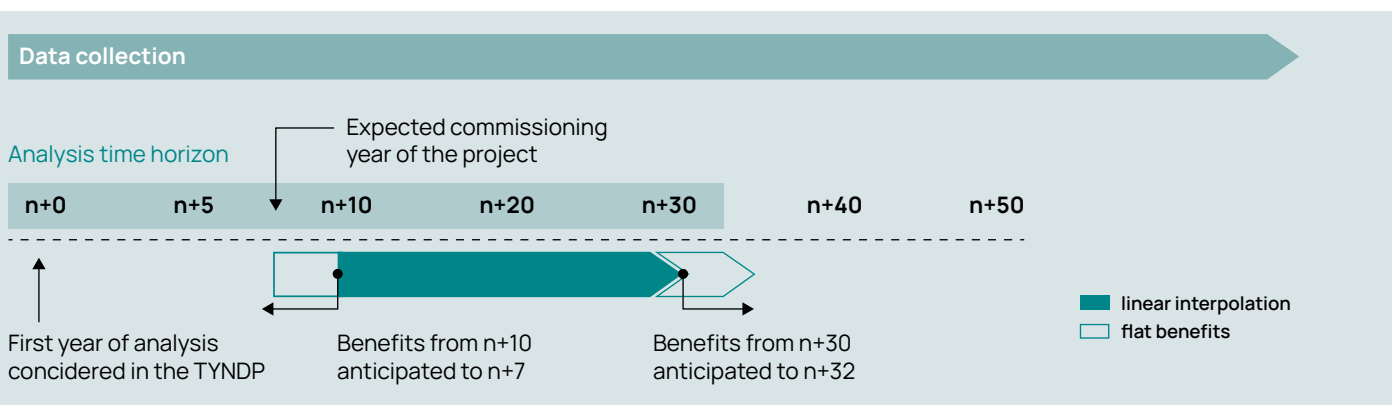 Data collection
Expected commissioning
year of the project
Analysis time horizon
n+0 n+5 n+10 n+20 n+30 n+40 n+50
First year of analysis
concidered in the TYNDP
Benefits from n+10
anticipated to n+7
Benefits from n+30
anticipated to n+32
linear interpolation
flat benefits